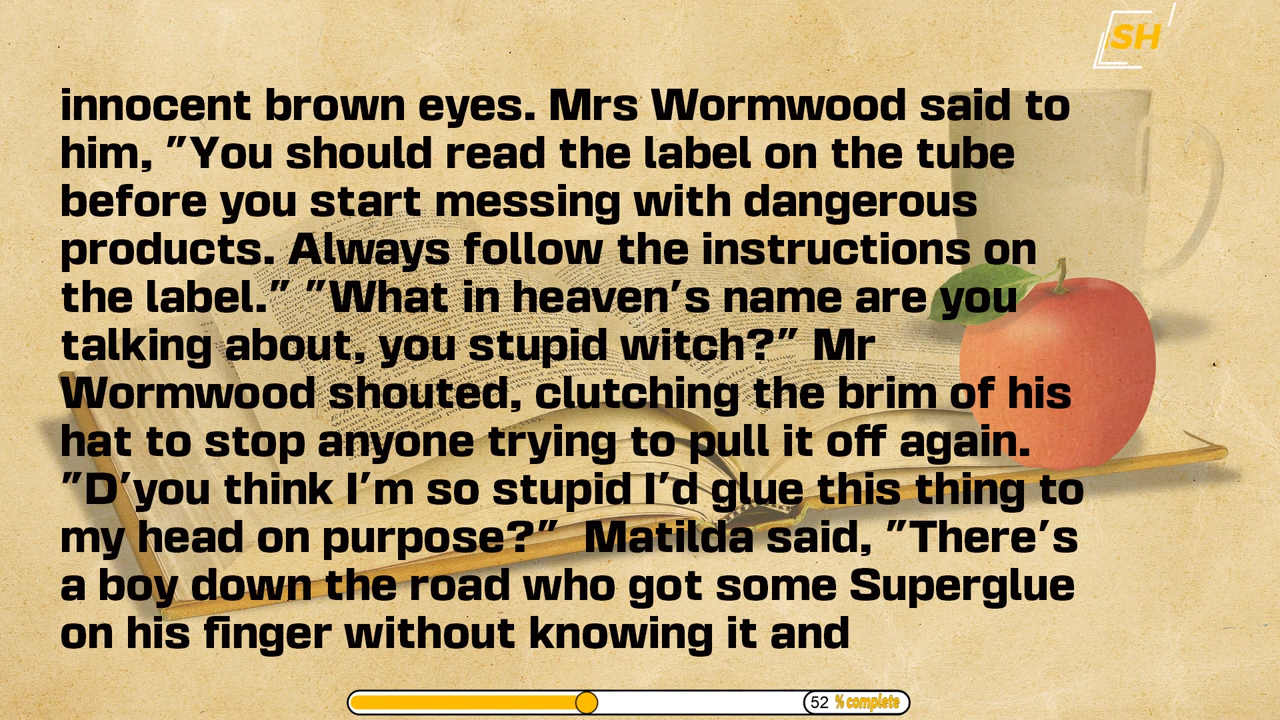 SH
innocent brown eyes. Mrs Wormwood said to
him, "You should read the label on the tube
before you start messing with dangerous
products. Always follow the instructions on
the label." "What in heaven's name are you
talking about, you stupid witch?" Mr
Wormwood shouted, clutching the brim of his
hat to stop anyone trying to pull it off again.
"D'you think I'm so stupid I'd glue this thing to
my head on purpose?" Matilda said, "There's
a boy down the road who got some Superglue
on his finger without knowing it and
52 % complete